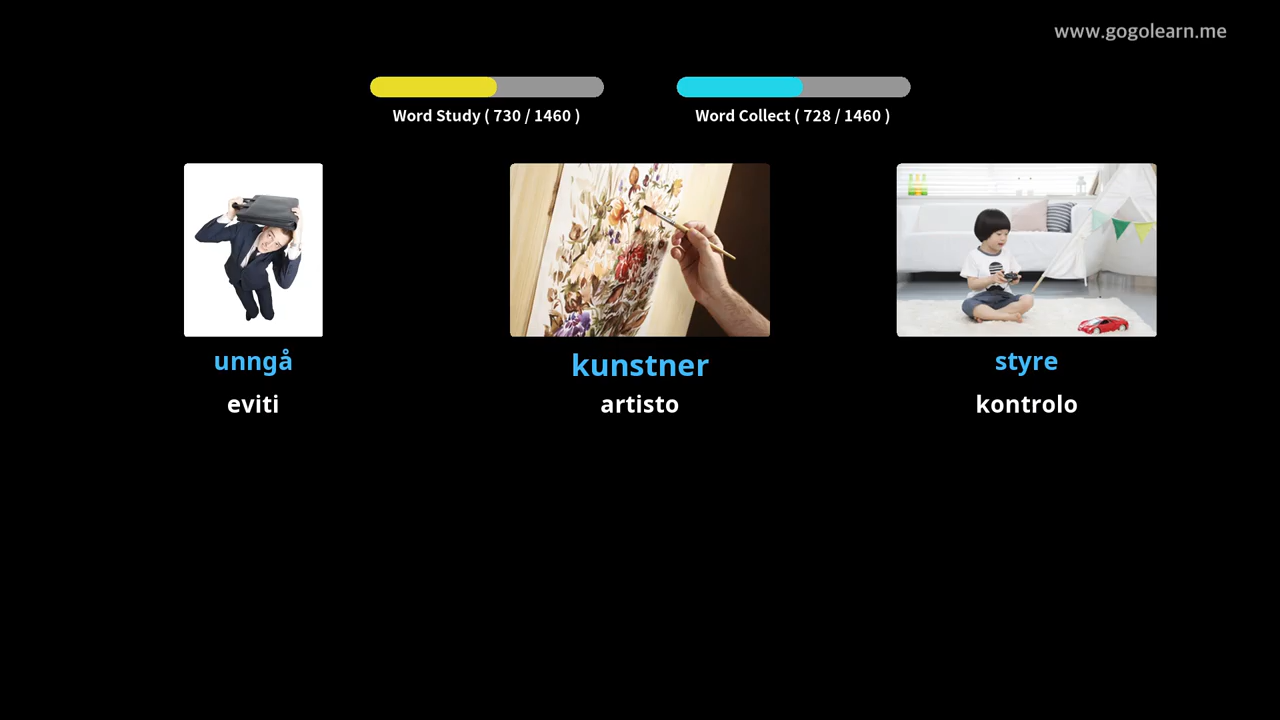 www.gogolearn.me
Word Study ( 730 / 1460 )
Word Collect ( 728 / 1460 )
unngå
kunstner
styre
eviti
artisto
kontrolo